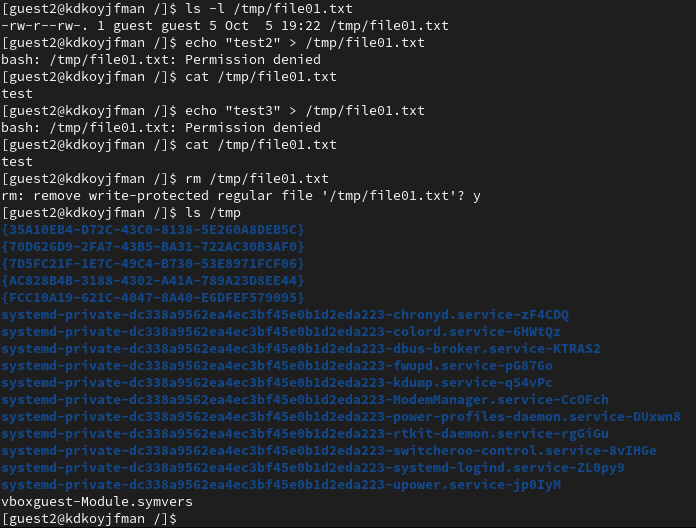 [guest2@kdkoyjfman /]$ ls -l /tmp/file01.txt
-rw-r--rw-. 1 guest guest 5 Oct  5 19:22 /tmp/file01.txt
[guest2@kdkoyjfman /]$ echo "test2" > /tmp/file01.txt
bash: /tmp/file01.txt: Permission denied
[guest2@kdkoyjfman /]$ cat /tmp/file01.txt
test
[guest2@kdkoyjfman /]$ echo "test3" > /tmp/file01.txt
bash: /tmp/file01.txt: Permission denied
[guest2@kdkoyjfman /]$ cat /tmp/file01.txt
test
[guest2@kdkoyjfman /]$ rm /tmp/file01.txt
rm: remove write-protected regular file '/tmp/file01.txt'? y
[guest2@kdkoyjfman /]$ ls /tmp
{35A10EB4-D72C-43C0-8138-5E260A8DEB5C}
{70D626D9-2FA7-43B5-BA31-722AC30B3AF0}
{7D5FC21F-1E7C-49C4-B730-53E8971FCF06}
{AC828B4B-3188-4302-A41A-789A23D8EE44}
{FCC10A19-621C-4047-8A40-E6DFEF579095}
systemd-private-dc338a9562ea4ec3bf45e0b1d2eda223-chronyd.service-zF4CDQ
systemd-private-dc338a9562ea4ec3bf45e0b1d2eda223-colord.service-6HWtQz
systemd-private-dc338a9562ea4ec3bf45e0b1d2eda223-dbus-broker.service-KTRAS2
systemd-private-dc338a9562ea4ec3bf45e0b1d2eda223-fwupd.service-pG876o
systemd-private-dc338a9562ea4ec3bf45e0b1d2eda223-kdump.service-q54vPc
systemd-private-dc338a9562ea4ec3bf45e0b1d2eda223-ModemManager.service-CcOFch
systemd-private-dc338a9562ea4ec3bf45e0b1d2eda223-power-profiles-daemon.service-DUxwn8
systemd-private-dc338a9562ea4ec3bf45e0b1d2eda223-rtkit-daemon.service-rgGiGu
systemd-private-dc338a9562ea4ec3bf45e0b1d2eda223-switcheroo-control.service-8vIHGe
systemd-private-dc338a9562ea4ec3bf45e0b1d2eda223-systemd-logind.service-ZL0py9
systemd-private-dc338a9562ea4ec3bf45e0b1d2eda223-upower.service-jp0IyM
vboxguest-Module.symvers
[guest2@kdkoyjfman /]$